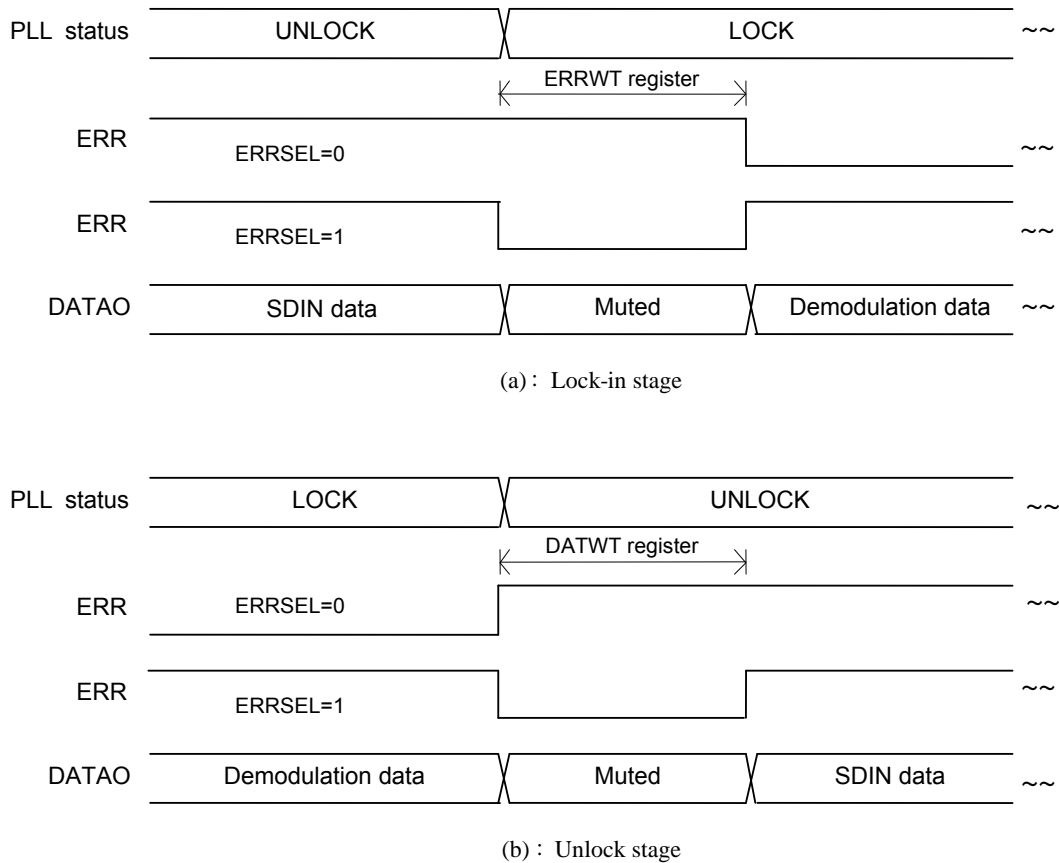 PLL status UNLOCK LOCK ~~
ERRWT register
ERR ERRSEL=0 ~~
ERR ERRSEL=1 ~~
DATAO SDIN data Muted Demodulation data ~~
(a) : Lock-in stage
PLL status LOCK UNLOCK ~~
DATWT register
ERR ERRSEL=0 ~~
ERR ERRSEL=1 ~~
DATAO Demodulation data Muted SDIN data ~~
(b) : Unlock stage